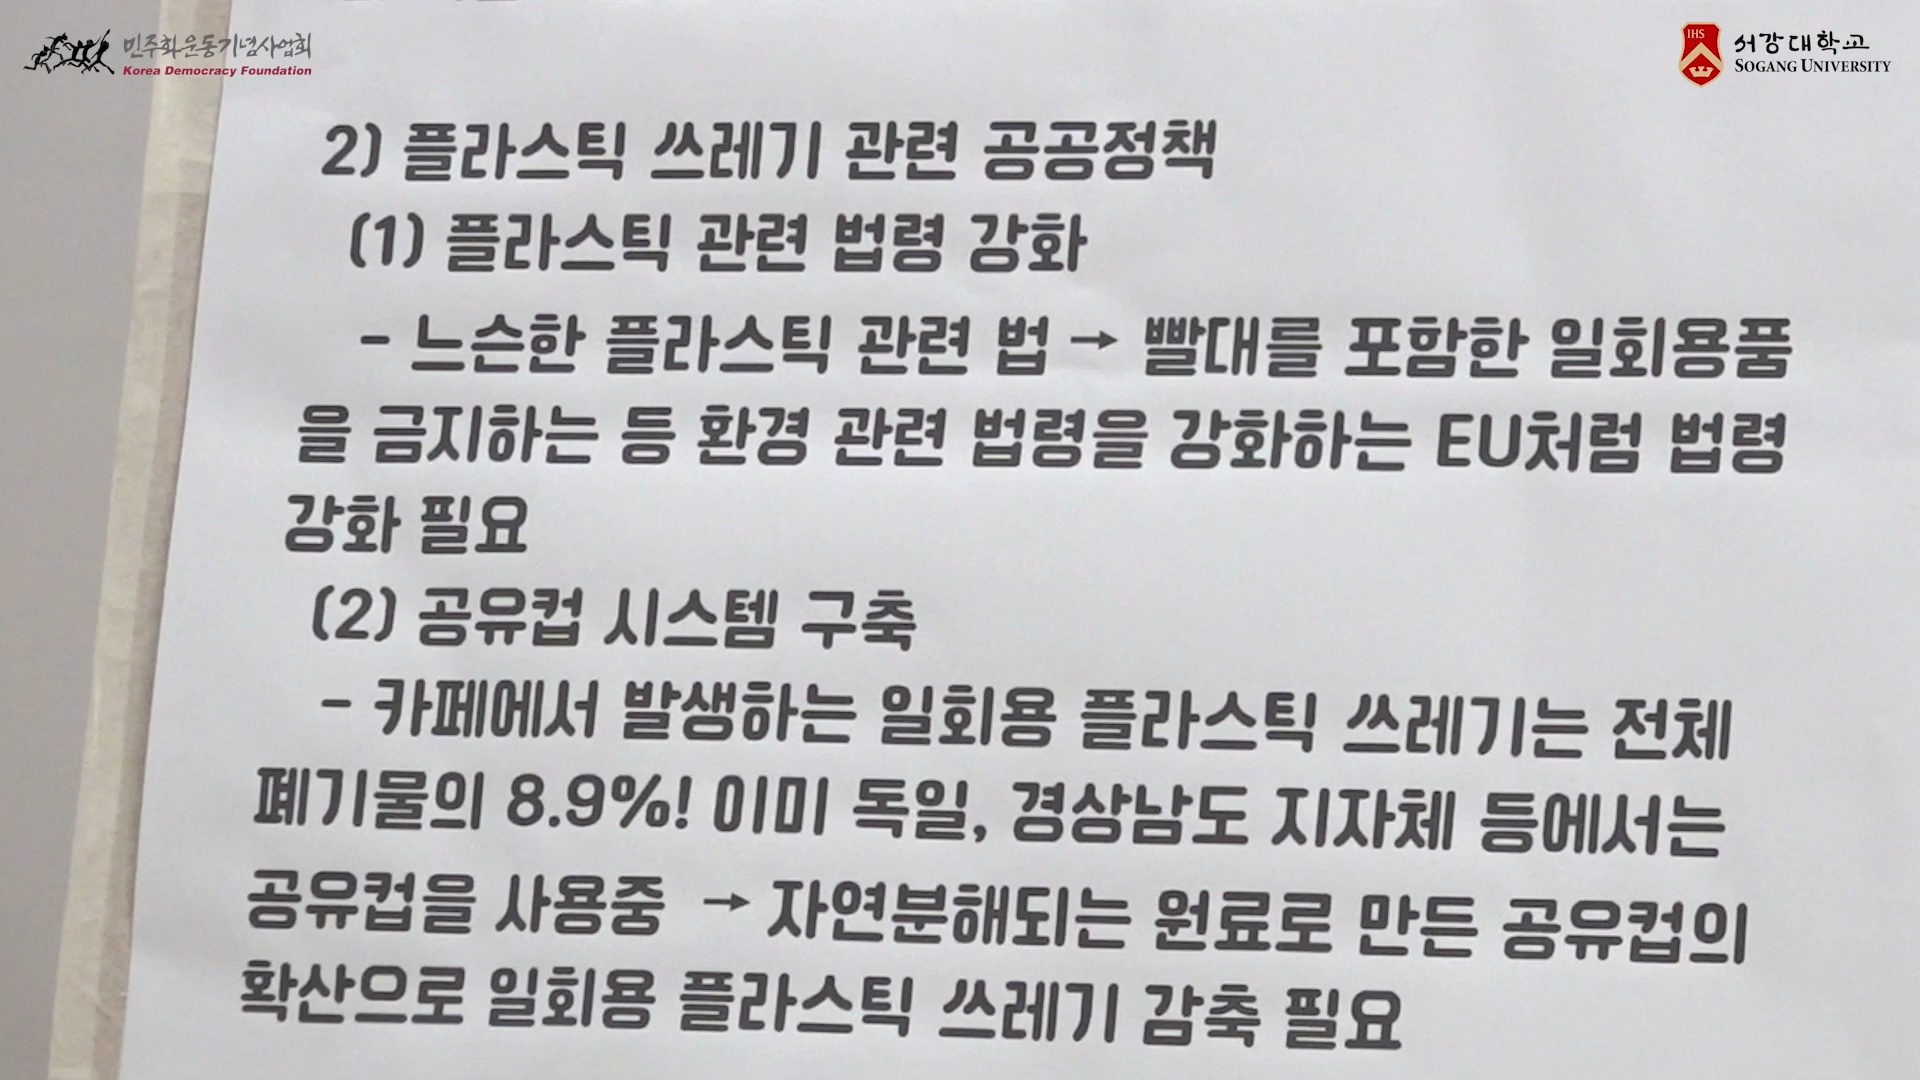 민주화운동기념사업회
Korea Democracy Foundation
IHS
서강대학교
SOGANG UNIVERSITY
2) 플라스틱 쓰레기 관련 공공정책
(1) 플라스틱 관련 법령 강화
- 느슨한 플라스틱 관련 법 → 빨대를 포함한 일회용품
을 금지하는 등 환경 관련 법령을 강화하는 EU처럼 법령
강화 필요
(2) 공유컵 시스템 구축
- 카페에서 발생하는 일회용 플라스틱 쓰레기는 전체
폐기물의 8.9%! 이미 독일, 경상남도 지자체 등에서는
공유컵을 사용중 → 자연분해되는 원료로 만든 공유컵의
확산으로 일회용 플라스틱 쓰레기 감축 필요